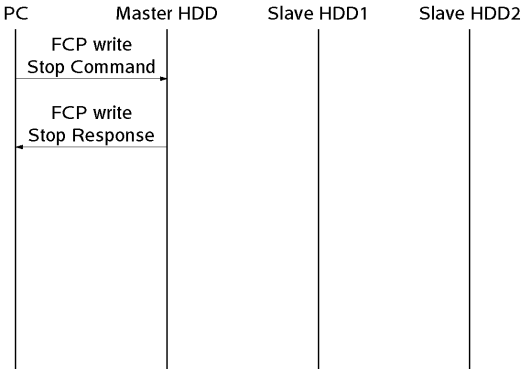 PC Master HDD Slave HDD1 Slave HDD2
FCP write
Stop Command
FCP write
Stop Response